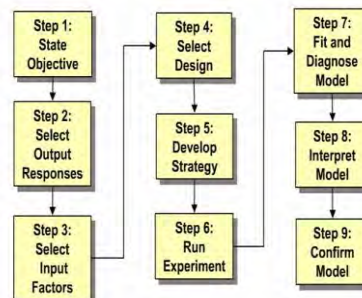 Step 1:
State
Objective
Step 2:
Select
Output
Responses
Step 3:
Select
Input
Factors
Step 4:
Select
Design
Step 5:
Develop
Strategy
Step 6:
Run
Experiment
Step 7:
Fit and
Diagnose
Model
Step 8:
Interpret
Model
Step 9:
Confirm
Model